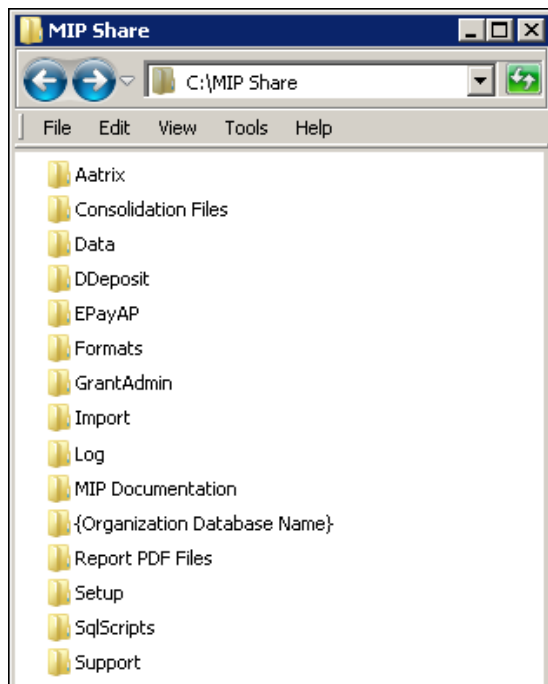 MIP Share
C:\MIP Share
File Edit View Tools Help
Aatrix
Consolidation Files
Data
DDeposit
EPayAP
Formats
GrantAdmin
Import
Log
MIP Documentation
{Organization Database Name}
Report PDF Files
Setup
SqlScripts
Support